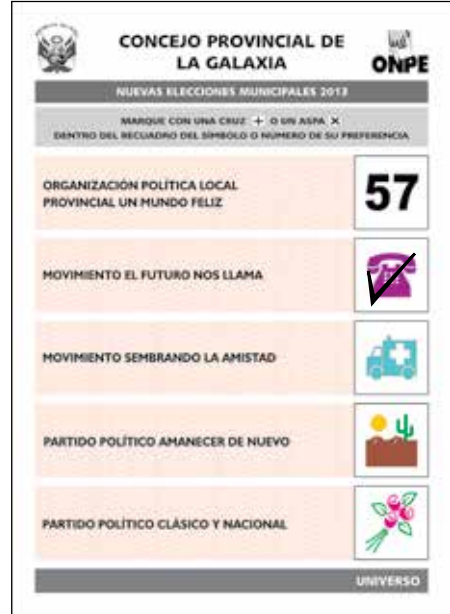 CONCEJO PROVINCIAL DE
LA GALAXIA
ONPE
NUEVAS ELECCIONES MUNICIPALES 2013
MARQUE CON UNA CRUZ + O UN ASPA X
DENTRO DEL RECUADRO DEL SÍMBOLO O NÚMERO DE SU PREFERENCIA
ORGANIZACIÓN POLÍTICA LOCAL
PROVINCIAL UN MUNDO FELIZ
57
MOVIMIENTO EL FUTURO NOS LLAMA
MOVIMIENTO SEMBRANDO LA AMISTAD
PARTIDO POLÍTICO AMANECER DE NUEVO
PARTIDO POLÍTICO CLÁSICO Y NACIONAL
UNIVERSO